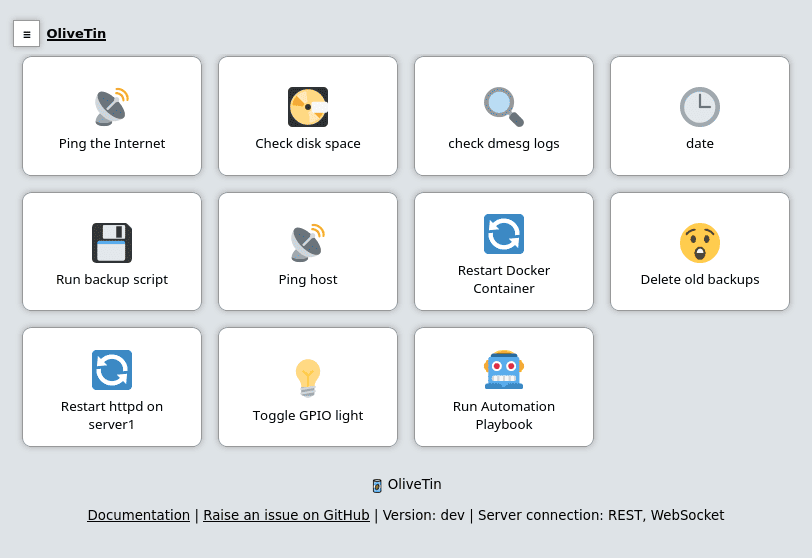 ≡ OliveTin
Ping the Internet
Check disk space
check dmesg logs
date
Run backup script
Ping host
Restart Docker
Container
Delete old backups
Restart httpd on
server1
Toggle GPIO light
Run Automation
Playbook
OliveTin
Documentation | Raise an issue on GitHub | Version: dev | Server connection: REST, WebSocket